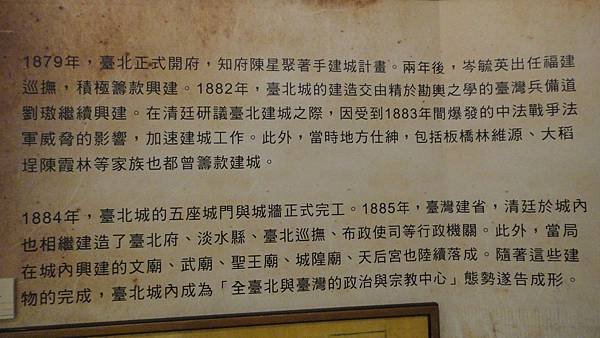 1879年，臺北正式開府，知府陳星聚著手建城計畫。兩年後，岑毓英出任福建
巡撫，積極籌款興建。1882年，臺北城的建造交由精於勘輿之學的臺灣兵備道
劉璈繼續興建。在清廷研議臺北建城之際，因受到1883年間爆發的中法戰爭法
軍威脅的影響，加速建城工作。此外，當時地方仕紳，包括板橋林維源、大稻
埕陳霞林等家族也都曾籌款建城。
1884年，臺北城的五座城門與城牆正式完工。1885年，臺灣建省，清廷於城內
也相繼建造了臺北府、淡水縣、臺北巡撫、布政使司等行政機關。此外，當局
在城內興建的文廟、武廟、聖王廟、城隍廟、天后宮也陸續落成。隨著這些建
物的完成，臺北城內成為「全臺北與臺灣的政治與宗教中心」態勢遂告成形。